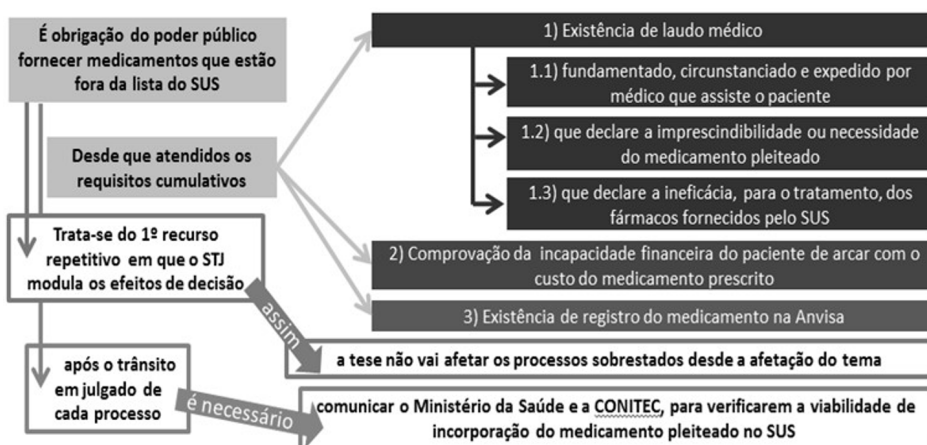 É obrigação do poder público
fornecer medicamentos que estão
fora da lista do SUS
Desde que atendidos os
requisitos cumulativos
1) Existência de laudo médico
1.1) fundamentado, circunstanciado e expedido por
médico que assiste o paciente
1.2) que declare a imprescindibilidade ou necessidade
do medicamento pleiteado
1.3) que declare a ineficácia, para o tratamento, dos
fármacos fornecidos pelo SUS
2) Comprovação da incapacidade financeira do paciente de arcar com o
custo do medicamento prescrito
3) Existência de registro do medicamento na Anvisa
Trata-se do 1º recurso
repetitivo em que o STJ
modula os efeitos de decisão
assim
a tese não vai afetar os processos sobrestados desde a afetação do tema
após o trânsito
em julgado de
cada processo
é necessário
comunicar o Ministério da Saúde e a CONITEC, para verificarem a viabilidade de
incorporação do medicamento pleiteado no SUS